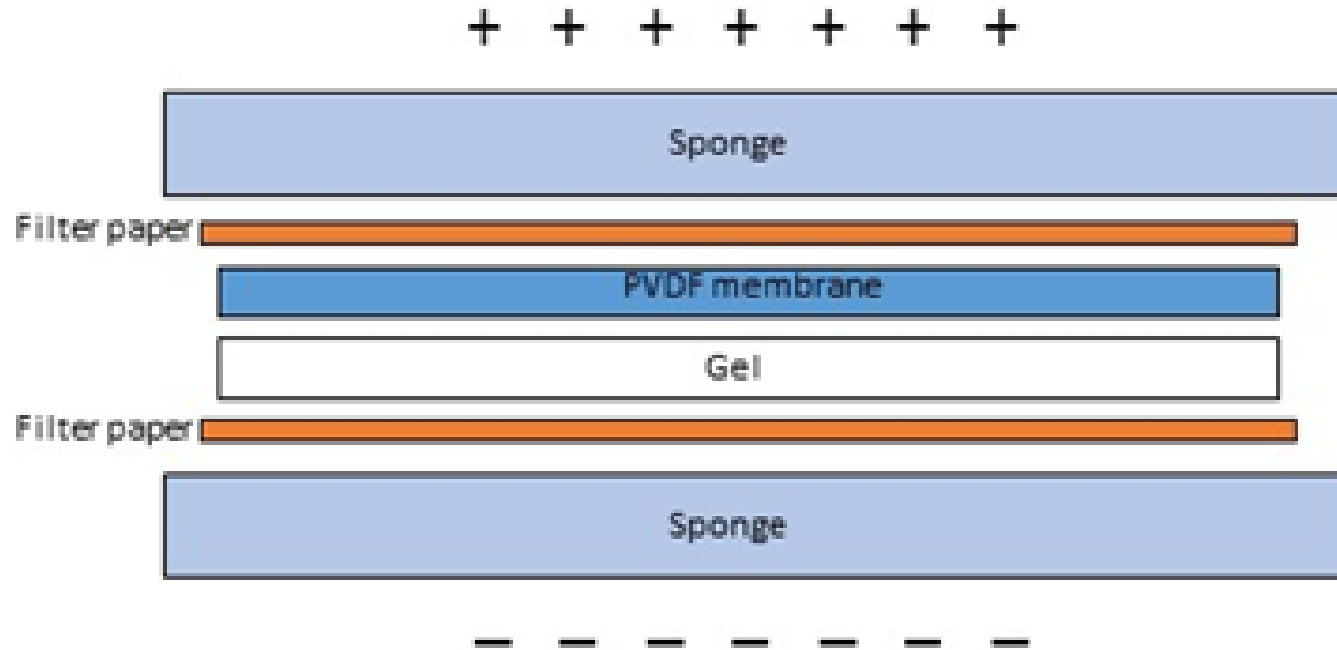 + + + + + + +
Sponge
Filter paper
PVDF membrane
Gel
Filter paper
Sponge
− − − − − − −